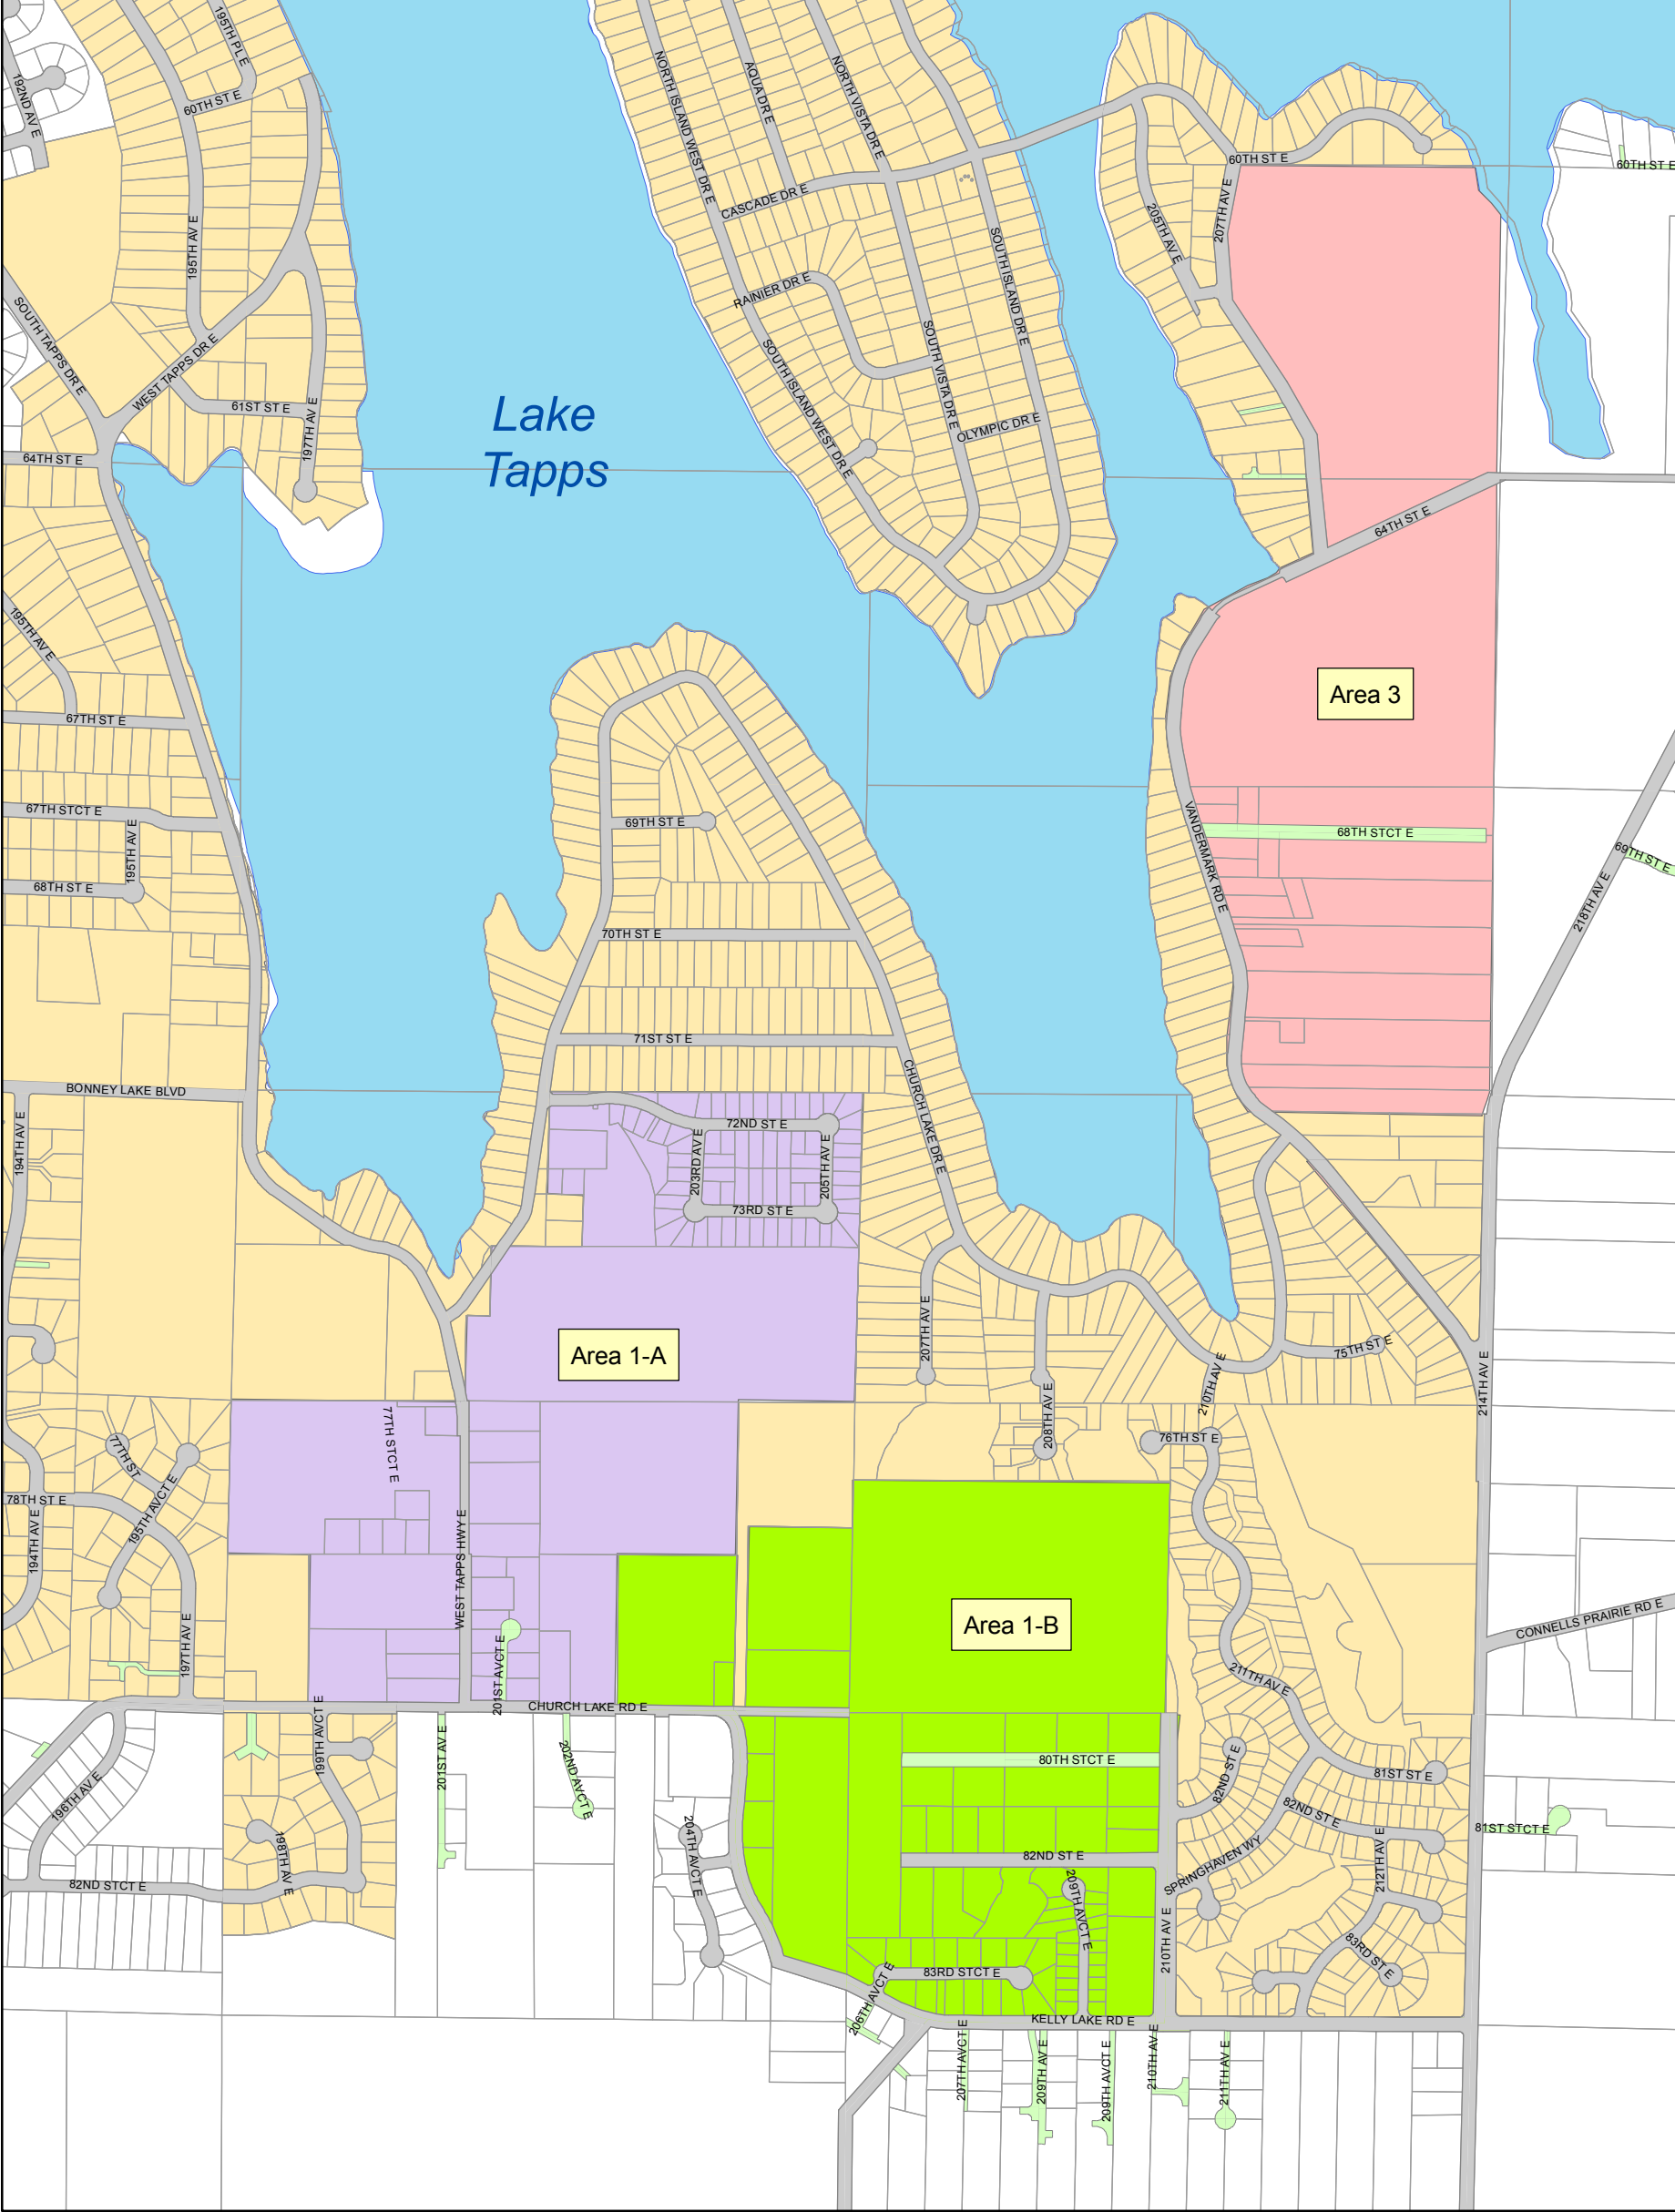 195TH PL E
192ND AV E
60TH ST E
NORTH ISLAND WEST DR E
AQUA DR E
NORTH VISTA DR E
60TH ST E
60TH ST E
CASCADE DR E
195TH AV E
205TH AV E
207TH AV E
SOUTH ISLAND DR E
RAINIER DR E
SOUTH TAPPS DR E
WEST TAPPS DR E
SOUTH ISLAND WEST DR E
SOUTH VISTA DR E
61ST ST E
197TH AV E
Lake
Tapps
OLYMPIC DR E
64TH ST E
64TH ST E
195TH AV E
Area 3
67TH ST E
67TH STCT E
195TH AV E
69TH ST E
VANDERMARK RD E
68TH STCT E
69TH ST E
68TH ST E
218TH AV E
70TH ST E
71ST ST E
CHURCH LAKE DR E
BONNEY LAKE BLVD
194TH AV E
72ND ST E
203RD AV E
205TH AV E
73RD ST E
207TH AV E
Area 1-A
75TH ST E
210TH AV E
214TH AV E
77TH STCT E
208TH AV E
76TH ST E
77TH ST
78TH ST E
195TH AVCT E
194TH AV E
WEST TAPPS HWY E
Area 1-B
CONNELLS PRAIRIE RD E
197TH AV E
201ST AVCT E
211TH AV E
CHURCH LAKE RD E
199TH AVCT E
201ST AV E
202ND AVCT E
80TH STCT E
82ND ST E
81ST ST E
196TH AV E
82ND ST E
81ST STCT E
204TH AVCT E
198TH AV E
82ND ST E
SPRINGHAVEN WY
212TH AV E
82ND STCT E
209TH AVCT E
210TH AV E
83RD ST E
83RD STCT E
206TH AVCT E
KELLY LAKE RD E
207TH AVCT E
209TH AV E
209TH AVCT E
210TH AV E
211TH AV E